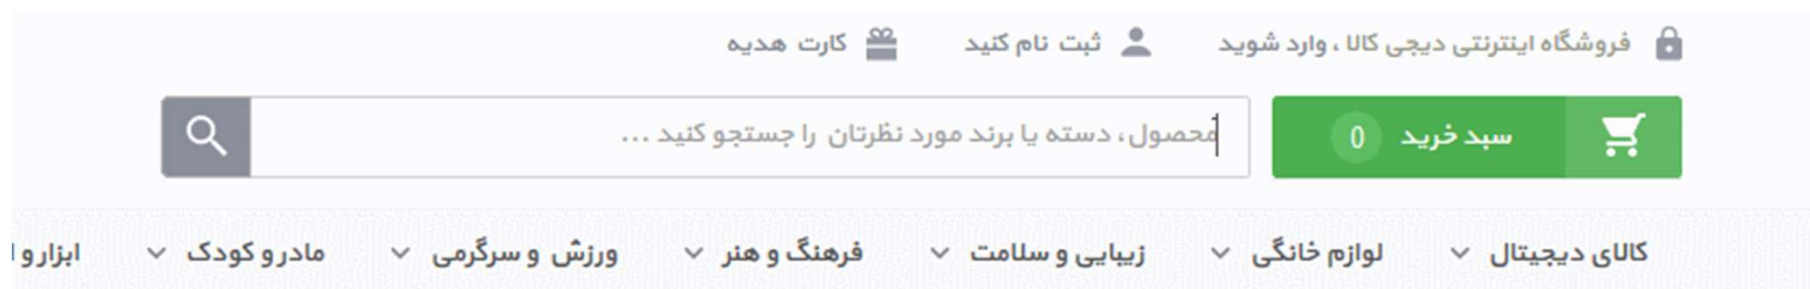 فروشگاه اینترنتی دیجی کالا ، وارد شوید
ثبت نام کنید
کارت هدیه
سبد خرید 0
محصول، دسته یا برند مورد نظرتان را جستجو کنید ...
کالای دیجیتال
لوازم خانگی
زیبایی و سلامت
فرهنگ و هنر
ورزش و سرگرمی
مادر و کودک
ابزار و